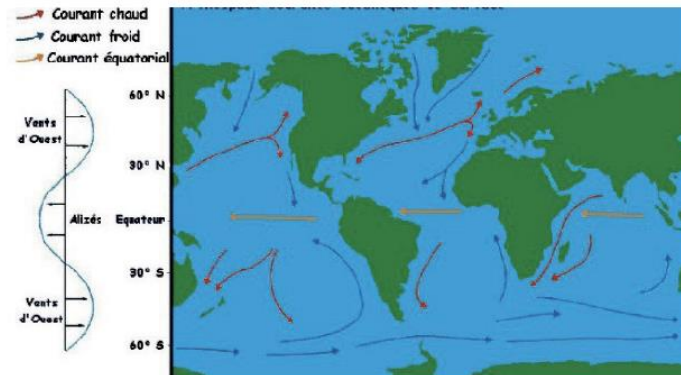 Courant chaud
Courant froid
Courant équatorial
60° N
Vents
d'Ouest
30° N
Alizés
Equateur
30° S
Vents
d'Ouest
60° S